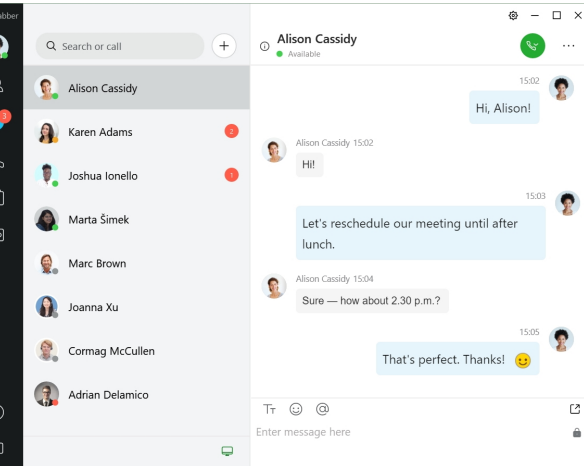 abber
Search or call
3
Alison Cassidy
Karen Adams
2
Joshua Ionello
1
Marta Šimek
Marc Brown
Joanna Xu
Cormag McCullen
Adrian Delamico
Alison Cassidy
Available
15:02
Hi, Alison!
Alison Cassidy 15:02
Hi!
15:03
Let's reschedule our meeting until after
lunch.
Alison Cassidy 15:04
Sure — how about 2.30 p.m.?
15:05
That's perfect. Thanks!
Enter message here